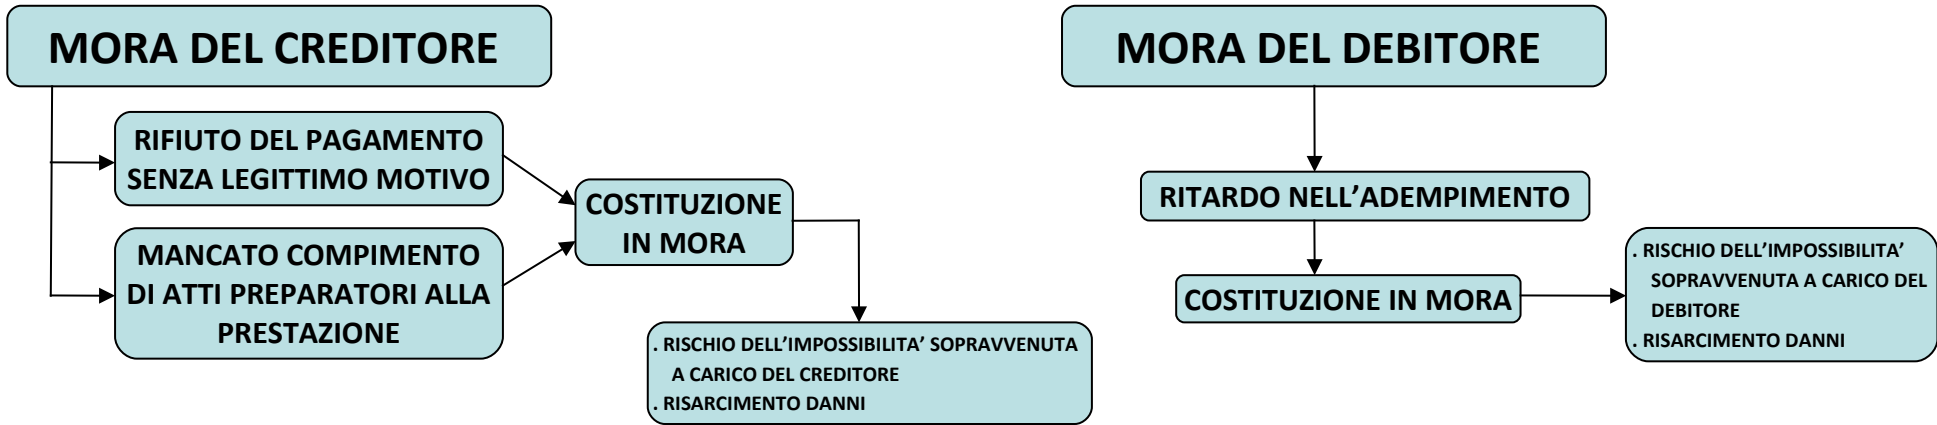 MORA DEL CREDITORE
RIFIUTO DEL PAGAMENTO
SENZA LEGITTIMO MOTIVO
MANCATO COMPIMENTO
DI ATTI PREPARATORI ALLA
PRESTAZIONE
COSTITUZIONE
IN MORA
. RISCHIO DELL’IMPOSSIBILITA’ SOPRAVVENUTA
A CARICO DEL CREDITORE
. RISARCIMENTO DANNI
MORA DEL DEBITORE
RITARDO NELL’ADEMPIMENTO
COSTITUZIONE IN MORA
. RISCHIO DELL’IMPOSSIBILITA’
SOPRAVVENUTA A CARICO DEL
DEBITORE
. RISARCIMENTO DANNI